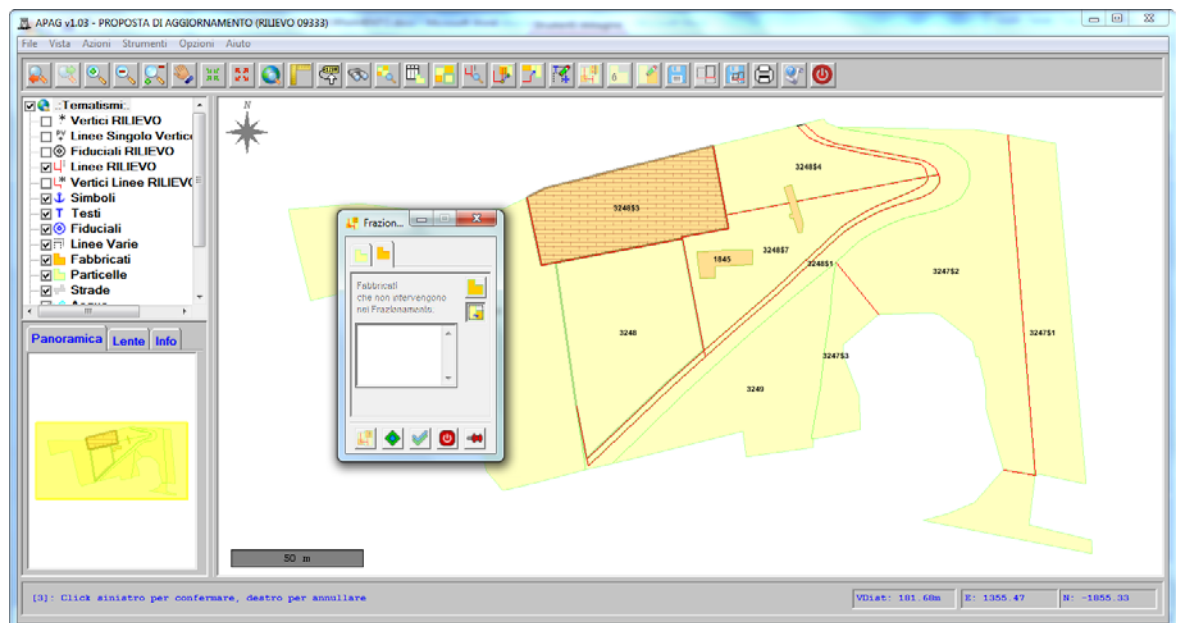 APAG v1.03 - PROPOSTA DI AGGIORNAMENTO (RILIEVO 09333)
File Vista Azioni Strumenti Opzioni Aiuto
.:Tematismi:.
Vertici RILIEVO
Linee Singolo Vertic
Fiduciali RILIEVO
Linee RILIEVO
Vertici Linee RILIEV
Simboli
Testi
Fiduciali
Linee Varie
Fabbricati
Particelle
Strade
Panoramica Lente Info
N
Frazion...
Fabbricati
che non intervengono
nel Frazionamento.
3248$4
3248$3
3248$7
1845
3248$1
3247$2
3248
3247$1
3247$3
3249
50 m
[3]: Click sinistro per confermare, destro per annullare
VDist: 181.68m
E: 1355.47
N: -1855.33